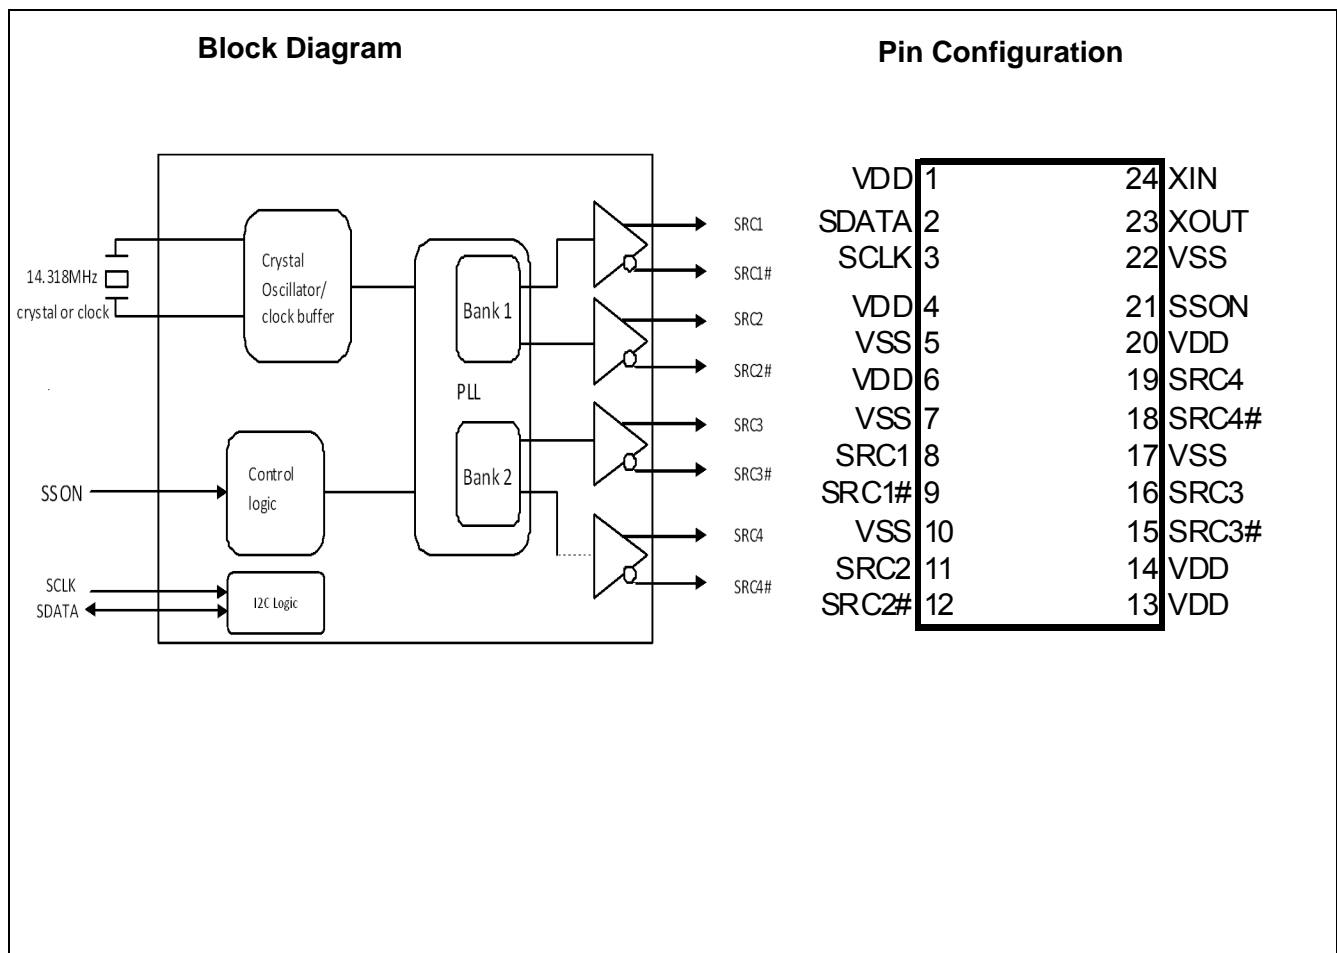 Block Diagram
Pin Configuration
14.318MHz
crystal or clock
Crystal
Oscillator/
clock buffer
Bank 1
PLL
Bank 2
Control
logic
I2C Logic
SSON
SCLK
SDATA
SRC1
SRC1#
SRC2
SRC2#
SRC3
SRC3#
SRC4
SRC4#
VDD 1 24 XIN
SDATA 2 23 XOUT
SCLK 3 22 VSS
VDD 4 21 SSON
VSS 5 20 VDD
VDD 6 19 SRC4
VSS 7 18 SRC4#
SRC1 8 17 VSS
SRC1# 9 16 SRC3
VSS 10 15 SRC3#
SRC2 11 14 VDD
SRC2# 12 13 VDD